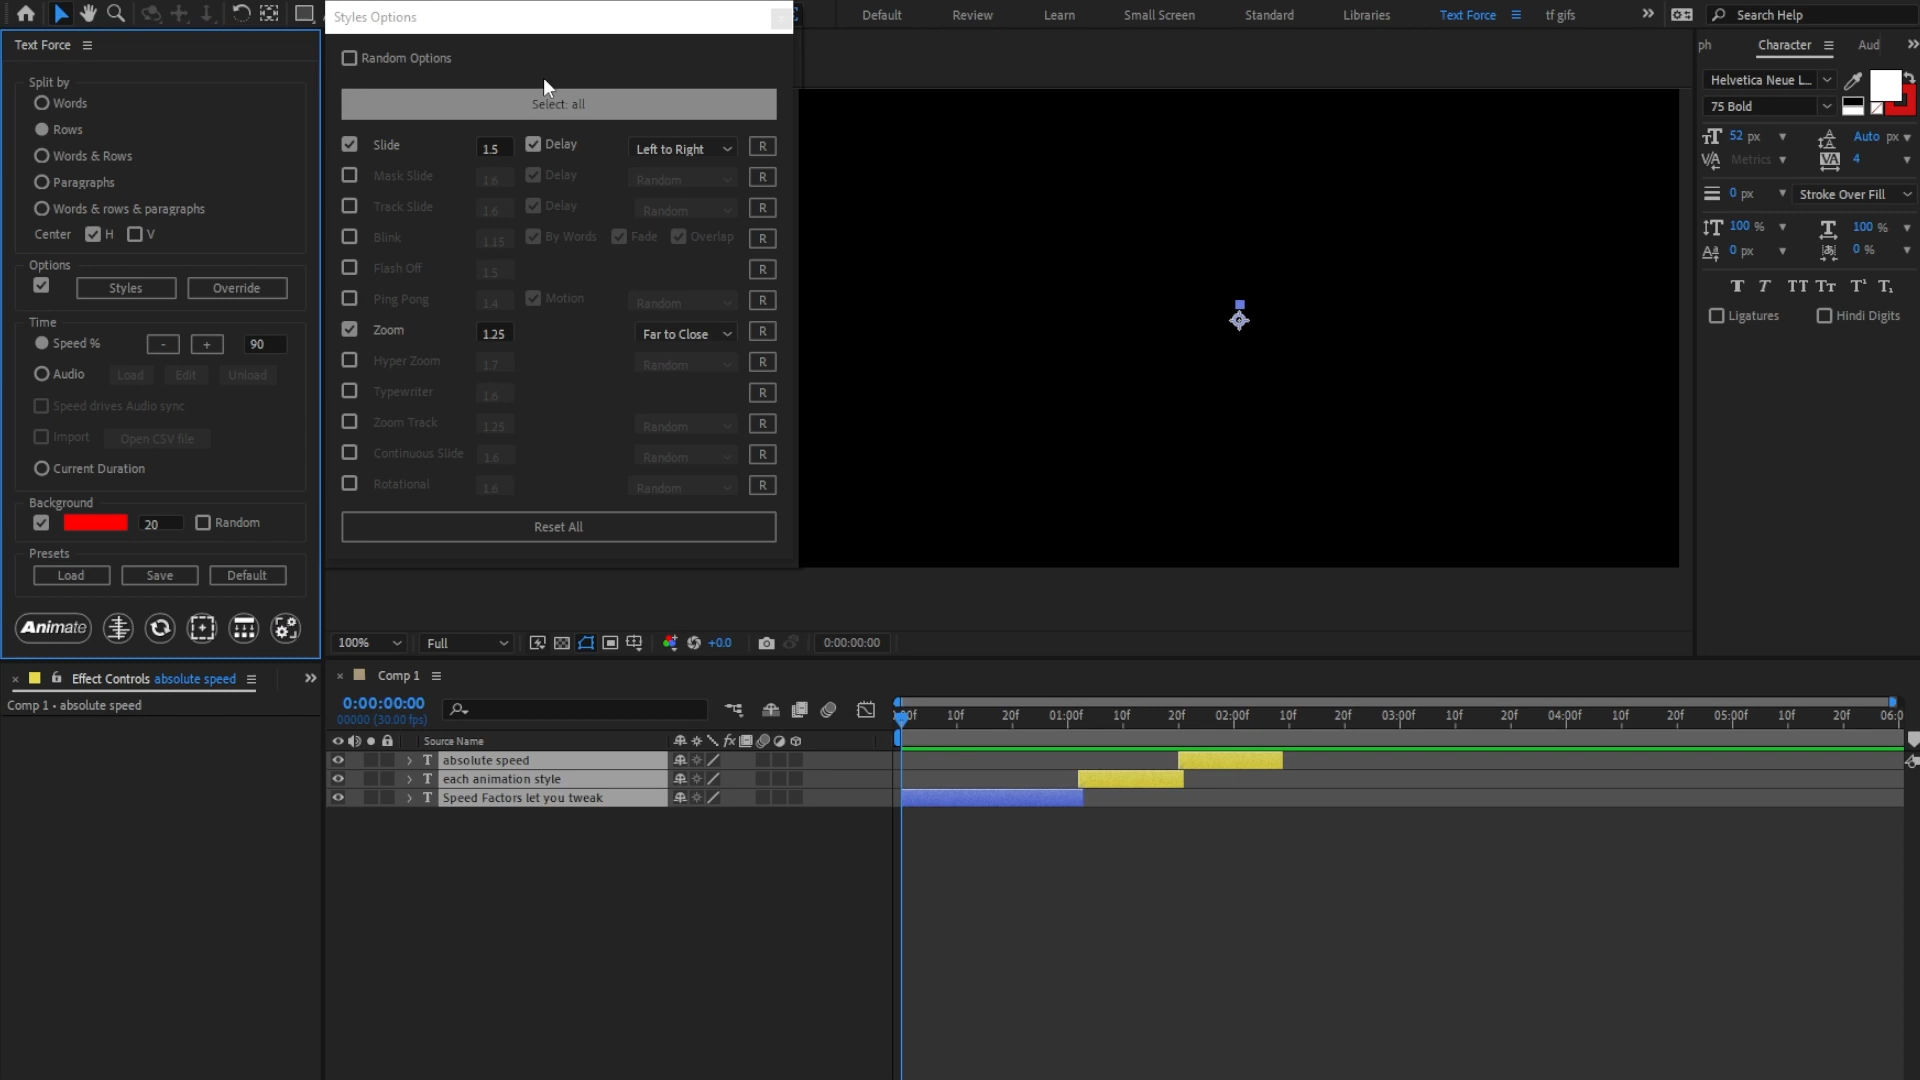 Styles Options
Default
Review
Learn
Small Screen
Standard
Libraries
Text Force
tf gifs
Search Help
Text Force
Split by
Words
Rows
Words & Rows
Paragraphs
Words & rows & paragraphs
Center H V
Options
Styles Override
Time
Speed % - + 90
Audio Load Edit Unload
Speed drives Audio sync
Import Open CSV file
Current Duration
Background
20 Random
Presets
Load Save Default
Animate
Random Options
Select: all
Slide 1.5 Delay Left to Right R
Mask Slide 1.6 Delay Random R
Track Slide 1.6 Delay Random R
Blink 1.15 By Words Fade Overlap R
Flash Off 1.5 R
Ping Pong 1.4 Motion Random R
Zoom 1.25 Far to Close R
Hyper Zoom 1.7 Random R
Typewriter 1.6 R
Zoom Track 1.25 Random R
Continuous Slide 1.6 Random R
Rotational 1.6 Random R
Reset All
ph Character Aud
Helvetica Neue L...
75 Bold
52 px Auto px
Metrics 4
0 px Stroke Over Fill
100 % 100 %
0 px 0 %
T T TT Tr T¹ T₁
Ligatures Hindi Digits
100% Full +0.0 0:00:00:00
Effect Controls absolute speed
Comp 1 • absolute speed
Comp 1
0:00:00:00
00000 (30.00 fps)
00f 10f 20f 01:00f 10f 20f 02:00f 10f 20f 03:00f 10f 20f 04:00f 10f 20f 05:00f 10f 20f 06:0
Source Name fx
T absolute speed
T each animation style
T Speed Factors let you tweak